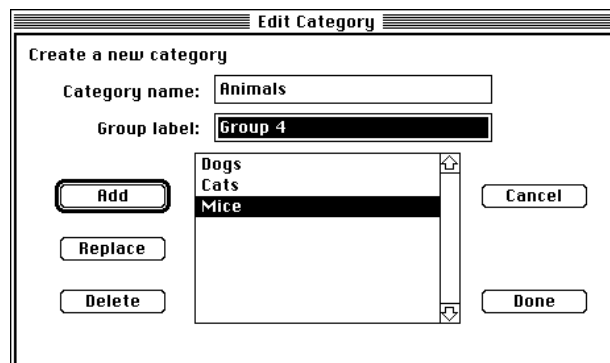 Edit Category
Create a new category
Category name: Animals
Group label: Group 4
Dogs
Cats
Mice
Add
Cancel
Replace
Delete
Done